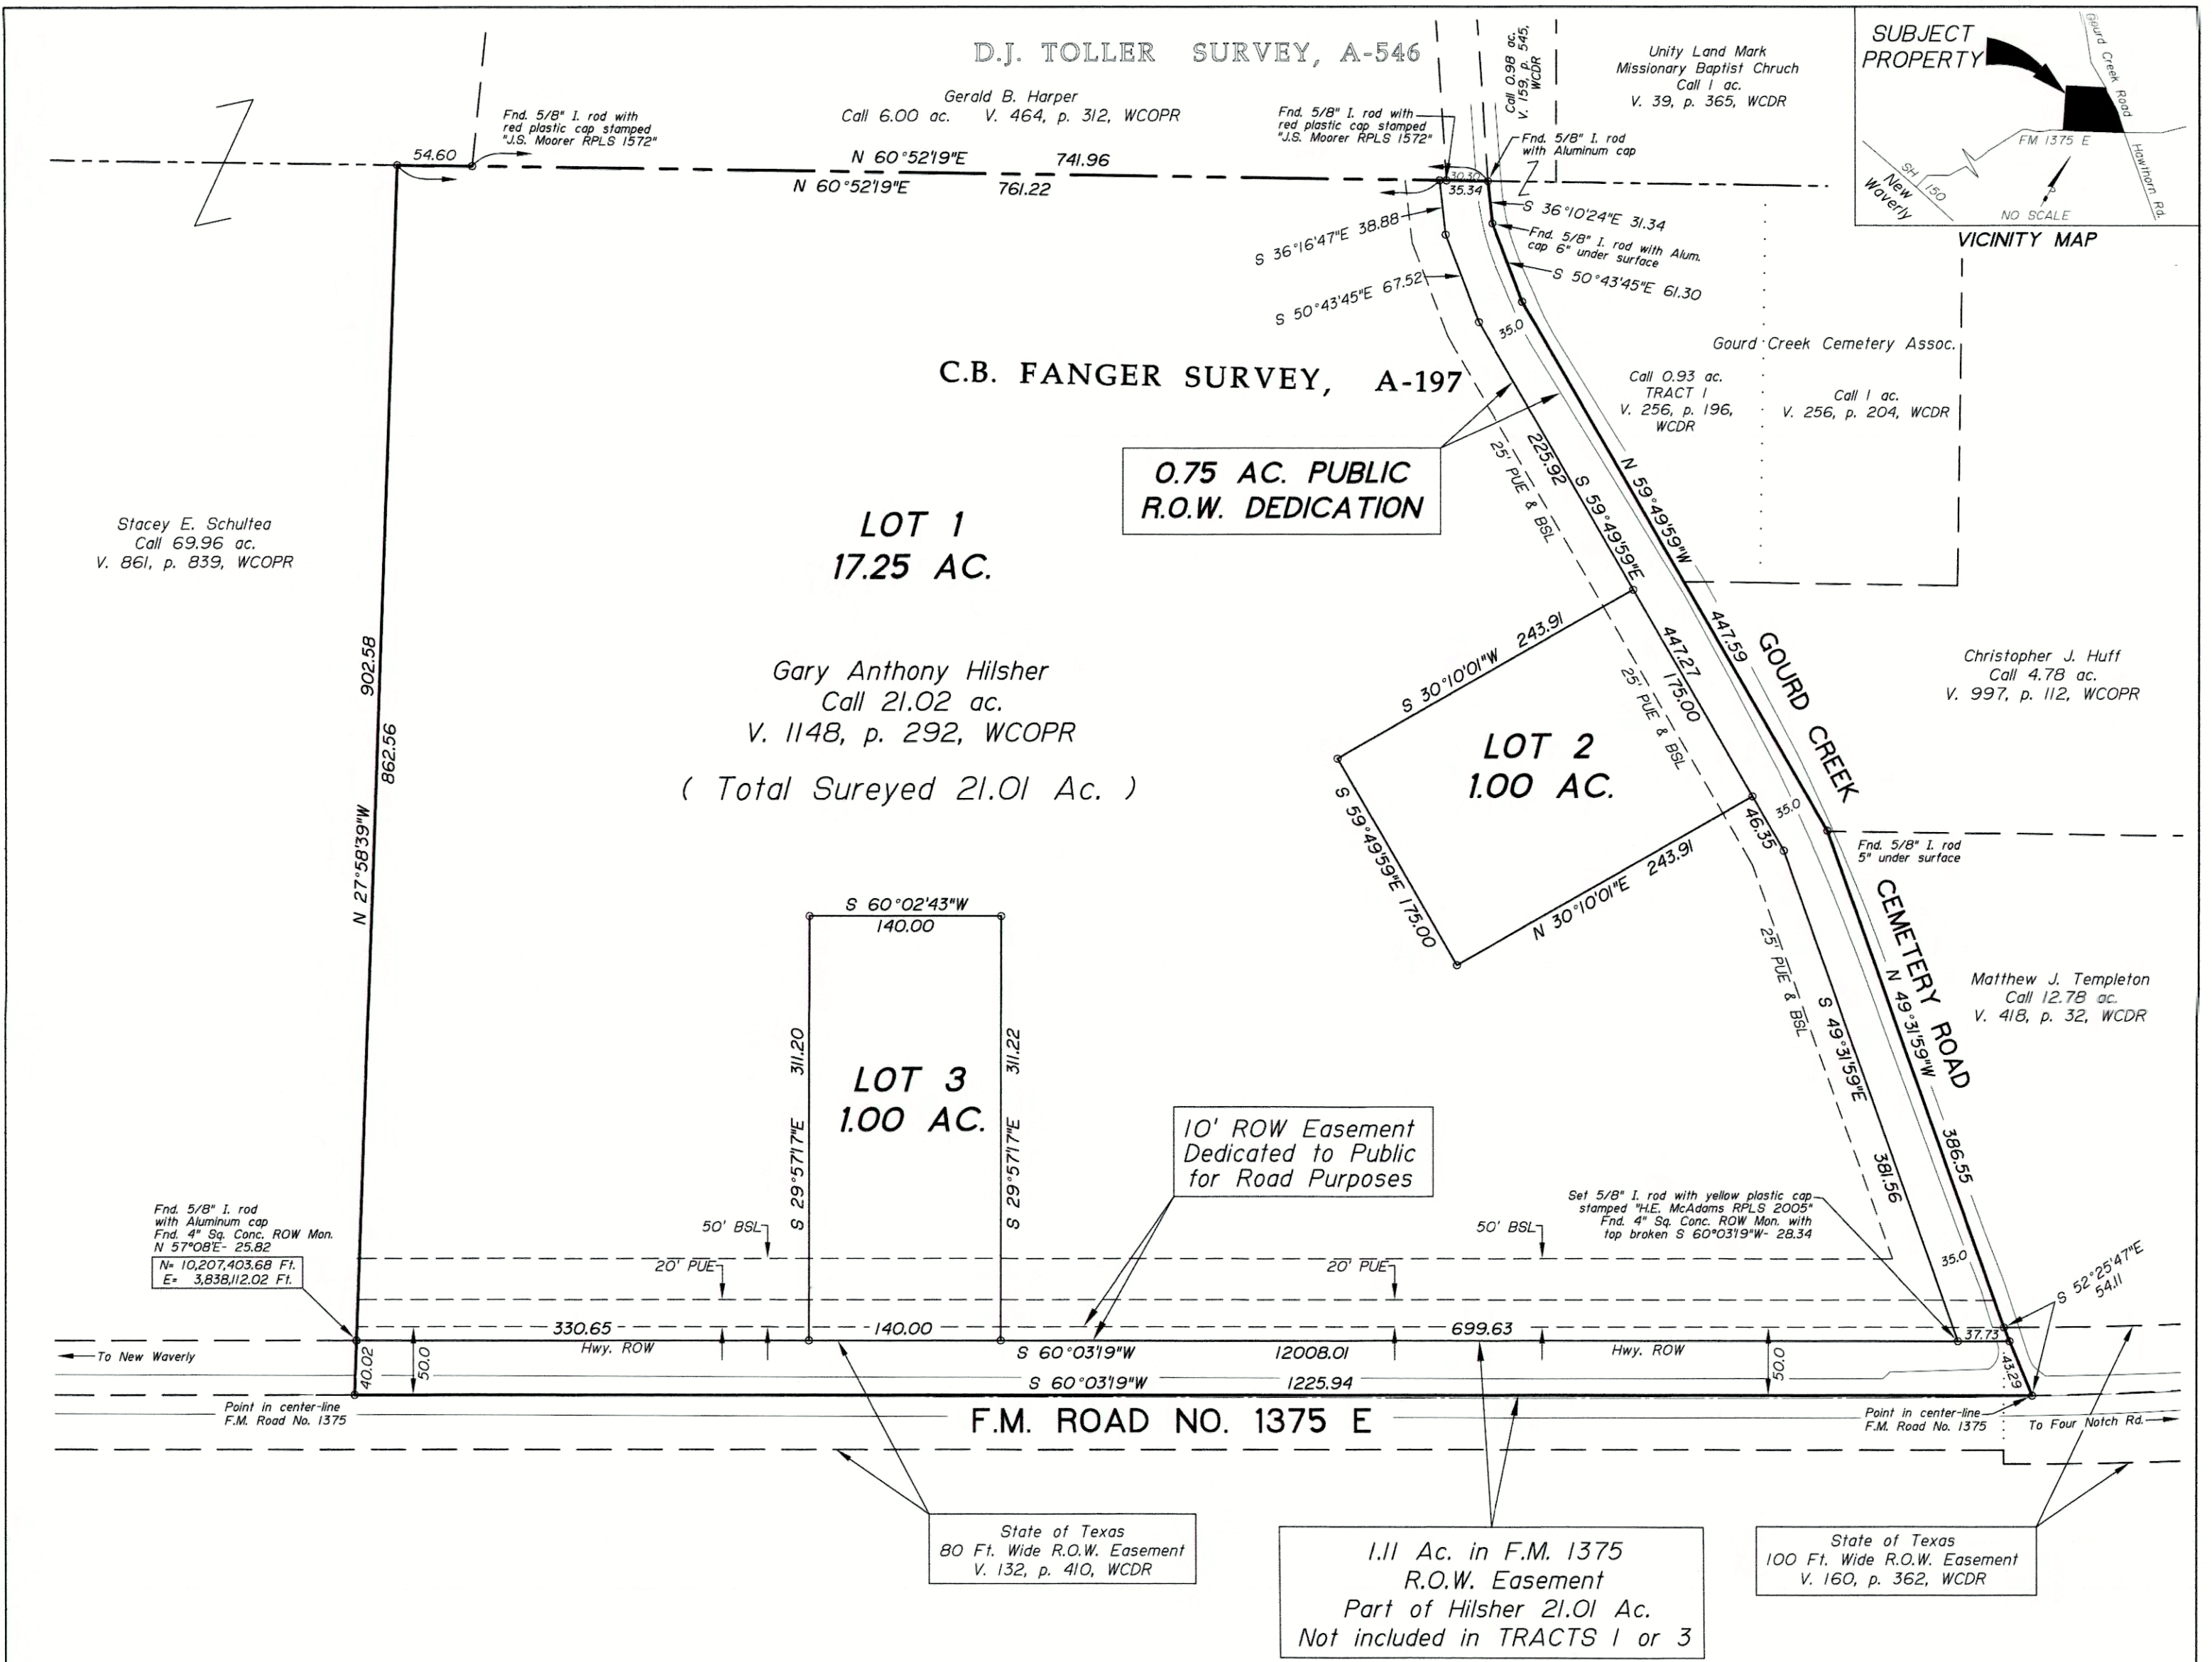 D.J. TOLLER SURVEY, A-546
Gerald B. Harper
Call 6.00 ac. V. 464, p. 312, WCOPR
Fnd. 5/8" I. rod with
red plastic cap stamped
"J.S. Moorer RPLS 1572"
54.60
N 60°52'19"E 741.96
N 60°52'19"E 761.22
Fnd. 5/8" I. rod with
red plastic cap stamped
"J.S. Moorer RPLS 1572"
Call 0.98 ac.
V. 159, p. 545,
WCDR
Fnd. 5/8" I. rod
with Aluminum cap
30.30
35.34
Unity Land Mark
Missionary Baptist Chruch
Call 1 ac.
V. 39, p. 365, WCDR
SUBJECT
PROPERTY
Gourd Creek Road
FM 1375 E
Hawthorn Rd.
SH 150
New
Waverly
NO SCALE
VICINITY MAP
S 36°16'47"E 38.88
S 36°10'24"E 31.34
Fnd. 5/8" I. rod with Alum.
cap 6" under surface
S 50°43'45"E 67.52
S 50°43'45"E 61.30
35.0
C.B. FANGER SURVEY, A-197
Gourd Creek Cemetery Assoc.
Call 0.93 ac.
TRACT 1
V. 256, p. 196,
WCDR
Call 1 ac.
V. 256, p. 204, WCDR
0.75 AC. PUBLIC
R.O.W. DEDICATION
225.92
S 59°49'59"E
25' PUE & BSL
N 59°49'59"W
447.59
Stacey E. Schultea
Call 69.96 ac.
V. 861, p. 839, WCOPR
LOT 1
17.25 AC.
Gary Anthony Hilsher
Call 21.02 ac.
V. 1148, p. 292, WCOPR
( Total Sureyed 21.01 Ac. )
902.58
862.56
N 27°58'39"W
S 30°10'01"W 243.91
447.27
175.00
25' PUE & BSL
LOT 2
1.00 AC.
S 59°49'59"E 175.00
N 30°10'01"E 243.91
46.35
35.0
GOURD CREEK
CEMETERY ROAD
Christopher J. Huff
Call 4.78 ac.
V. 997, p. 112, WCOPR
Fnd. 5/8" I. rod
5" under surface
Matthew J. Templeton
Call 12.78 ac.
V. 418, p. 32, WCDR
25' PUE & BSL
S 49°31'59"E
381.56
N 49°31'59"W
386.55
S 60°02'43"W
140.00
S 29°57'17"E 311.20
LOT 3
1.00 AC.
S 29°57'17"E 311.22
10' ROW Easement
Dedicated to Public
for Road Purposes
Set 5/8" I. rod with yellow plastic cap
stamped "H.E. McAdams RPLS 2005"
Fnd. 4" Sq. Conc. ROW Mon. with
top broken S 60°03'19"W- 28.34
Fnd. 5/8" I. rod
with Aluminum cap
Fnd. 4" Sq. Conc. ROW Mon.
N 57°08'E- 25.82
N= 10,207,403.68 Ft.
E= 3,838,112.02 Ft.
50' BSL
50' BSL
20' PUE
20' PUE
35.0
S 52°25'47"E
54.11
330.65
140.00
699.63
37.73
Hwy. ROW
S 60°03'19"W 12008.01
Hwy. ROW
To New Waverly
40.02
50.0
50.0
43.29
S 60°03'19"W 1225.94
Point in center-line
F.M. Road No. 1375
F.M. ROAD NO. 1375 E
Point in center-line
F.M. Road No. 1375
To Four Notch Rd.
State of Texas
80 Ft. Wide R.O.W. Easement
V. 132, p. 410, WCDR
1.11 Ac. in F.M. 1375
R.O.W. Easement
Part of Hilsher 21.01 Ac.
Not included in TRACTS 1 or 3
State of Texas
100 Ft. Wide R.O.W. Easement
V. 160, p. 362, WCDR